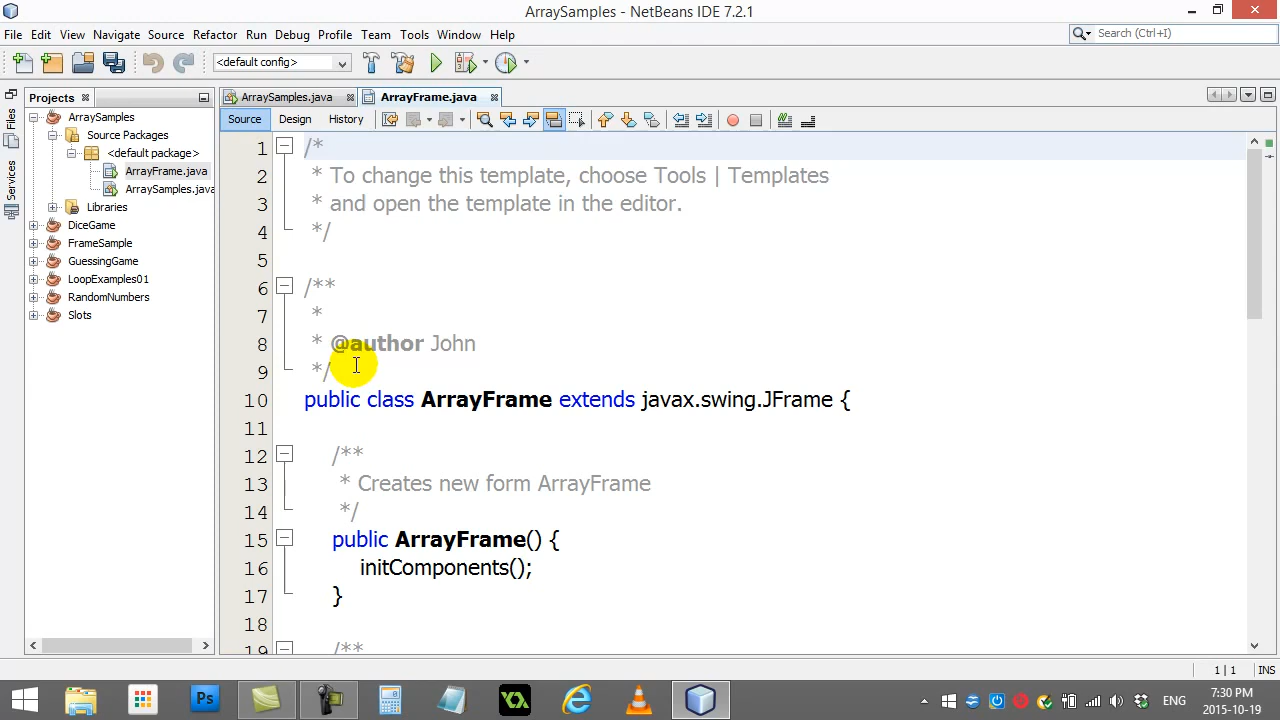 ArraySamples - NetBeans IDE 7.2.1
File Edit View Navigate Source Refactor Run Debug Profile Team Tools Window Help
Search (Ctrl+I)
<default config>
Projects
ArraySamples.java
ArrayFrame.java
Files
Services
ArraySamples
Source Packages
<default package>
ArrayFrame.java
ArraySamples.java
Libraries
DiceGame
FrameSample
GuessingGame
LoopExamples01
RandomNumbers
Slots
Source Design History
1 /*
2 * To change this template, choose Tools | Templates
3 * and open the template in the editor.
4 */
5
6 /**
7 *
8 * @author John
9 */
10 public class ArrayFrame extends javax.swing.JFrame {
11
12 /**
13 * Creates new form ArrayFrame
14 */
15 public ArrayFrame() {
16 initComponents();
17 }
18
19 /**
1 | 1 INS
Ps
ENG
7:30 PM
2015-10-19